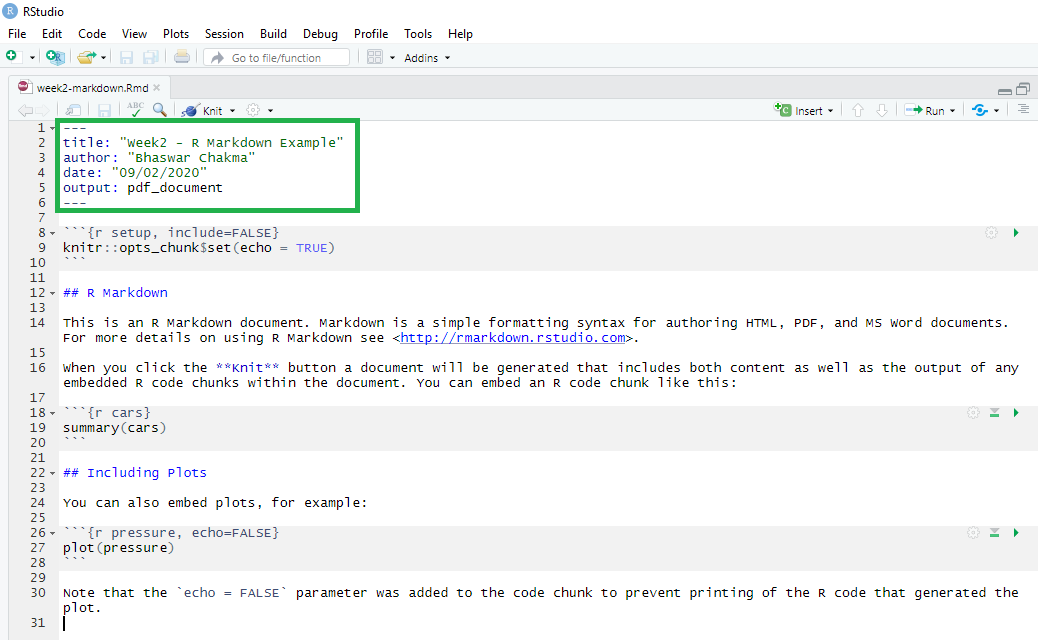 RStudio
File Edit Code View Plots Session Build Debug Profile Tools Help
Go to file/function Addins
week2-markdown.Rmd
ABC Knit Insert Run
1 ---
2 title: "Week2 - R Markdown Example"
3 author: "Bhaswar Chakma"
4 date: "09/02/2020"
5 output: pdf_document
6 ---
7
8 ```{r setup, include=FALSE}
9 knitr::opts_chunk$set(echo = TRUE)
10 ```
11
12 ## R Markdown
13
14 This is an R Markdown document. Markdown is a simple formatting syntax for authoring HTML, PDF, and MS Word documents.
For more details on using R Markdown see <http://rmarkdown.rstudio.com>.
15
16 When you click the **Knit** button a document will be generated that includes both content as well as the output of any
embedded R code chunks within the document. You can embed an R code chunk like this:
17
18 ```{r cars}
19 summary(cars)
20 ```
21
22 ## Including Plots
23
24 You can also embed plots, for example:
25
26 ```{r pressure, echo=FALSE}
27 plot(pressure)
28 ```
29
30 Note that the `echo = FALSE` parameter was added to the code chunk to prevent printing of the R code that generated the
plot.
31